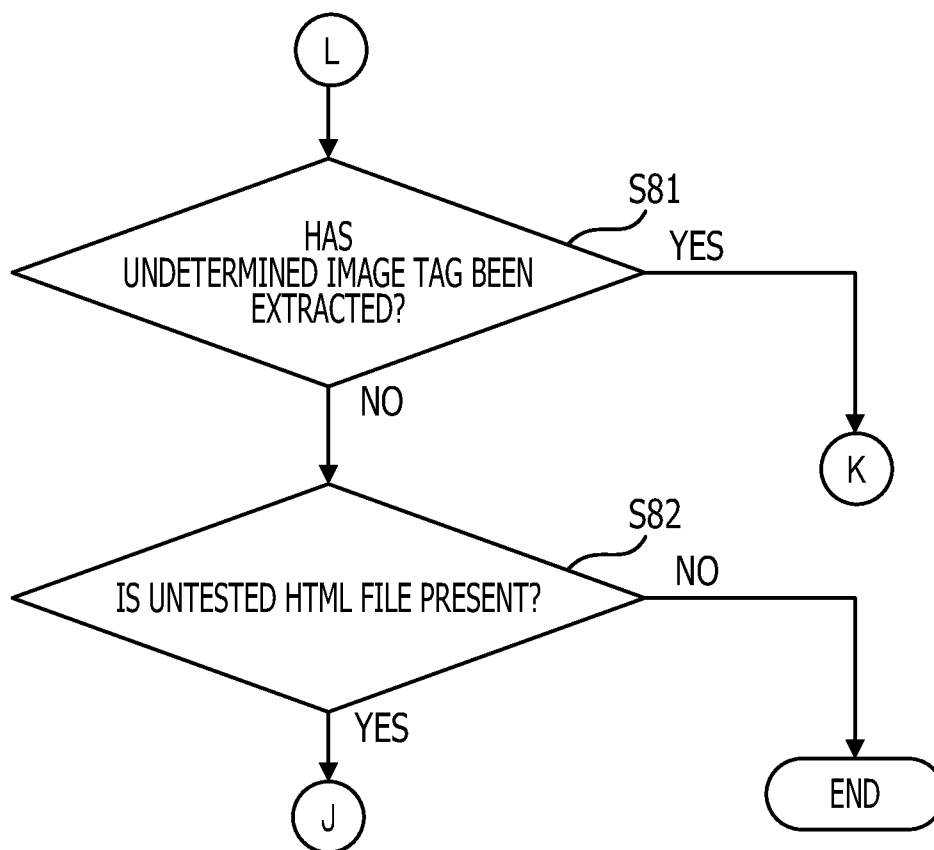 L
S81
HAS
UNDETERMINED IMAGE TAG BEEN
EXTRACTED?
YES
NO
K
S82
IS UNTESTED HTML FILE PRESENT?
NO
YES
J
END